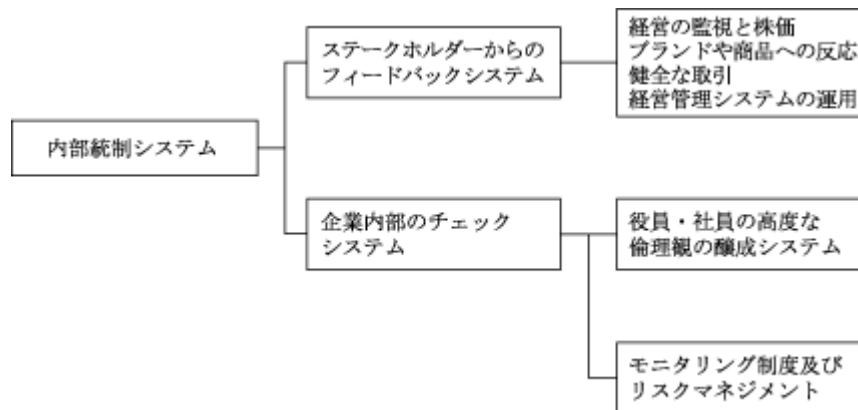 内部統制システム
ステークホルダーからの
フィードバックシステム
経営の監視と株価
ブランドや商品への反応
健全な取引
経営管理システムの運用
企業内部のチェック
システム
役員・社員の高度な
倫理観の醸成システム
モニタリング制度及び
リスクマネジメント